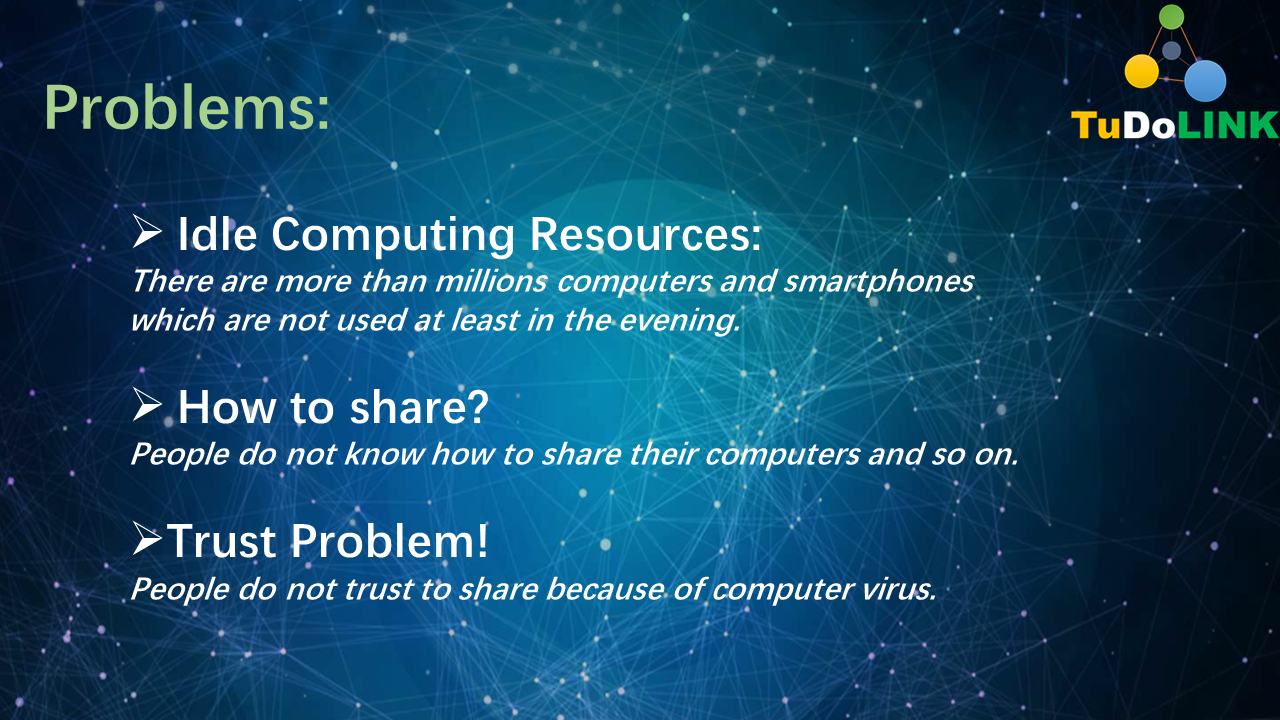 Problems:
TuDoLINK
➢ Idle Computing Resources:
There are more than millions computers and smartphones
which are not used at least in the evening.
➢ How to share?
People do not know how to share their computers and so on.
➢Trust Problem!
People do not trust to share because of computer virus.